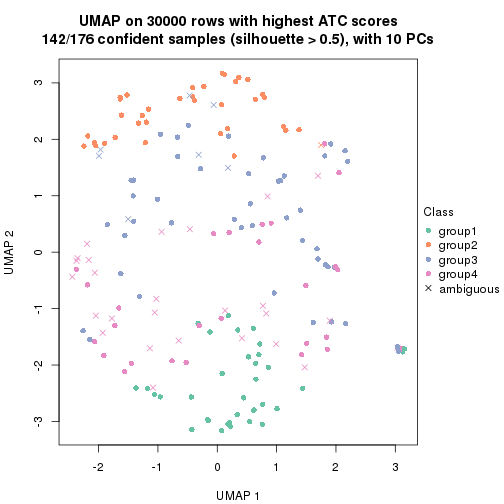 UMAP on 30000 rows with highest ATC scores
142/176 confident samples (silhouette > 0.5), with 10 PCs
3
2
1
0
-1
-2
-3
UMAP 2
-2
-1
0
1
2
3
UMAP 1
Class
group1
group2
group3
group4
ambiguous